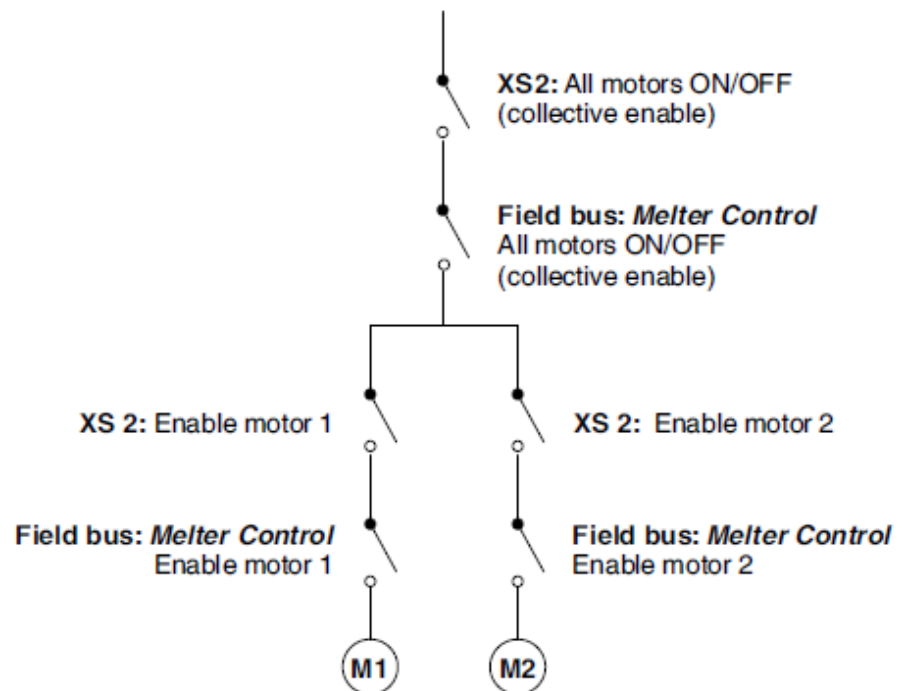 XS2: All motors ON/OFF
(collective enable)
Field bus: Melter Control
All motors ON/OFF
(collective enable)
XS 2: Enable motor 1
XS 2: Enable motor 2
Field bus: Melter Control
Enable motor 1
Field bus: Melter Control
Enable motor 2
M1
M2